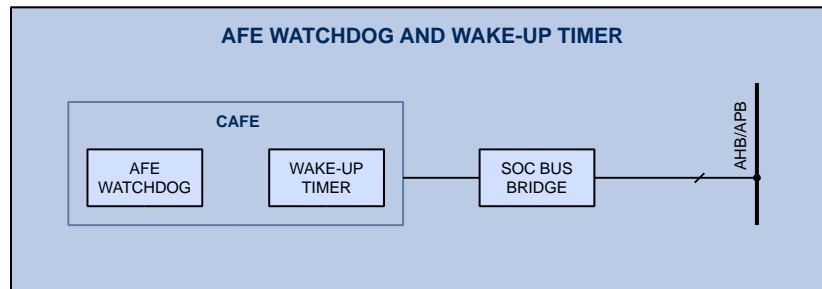 AFE WATCHDOG AND WAKE-UP TIMER
CAFE
AFE
WATCHDOG
WAKE-UP
TIMER
SOC BUS
BRIDGE
AHB/APB